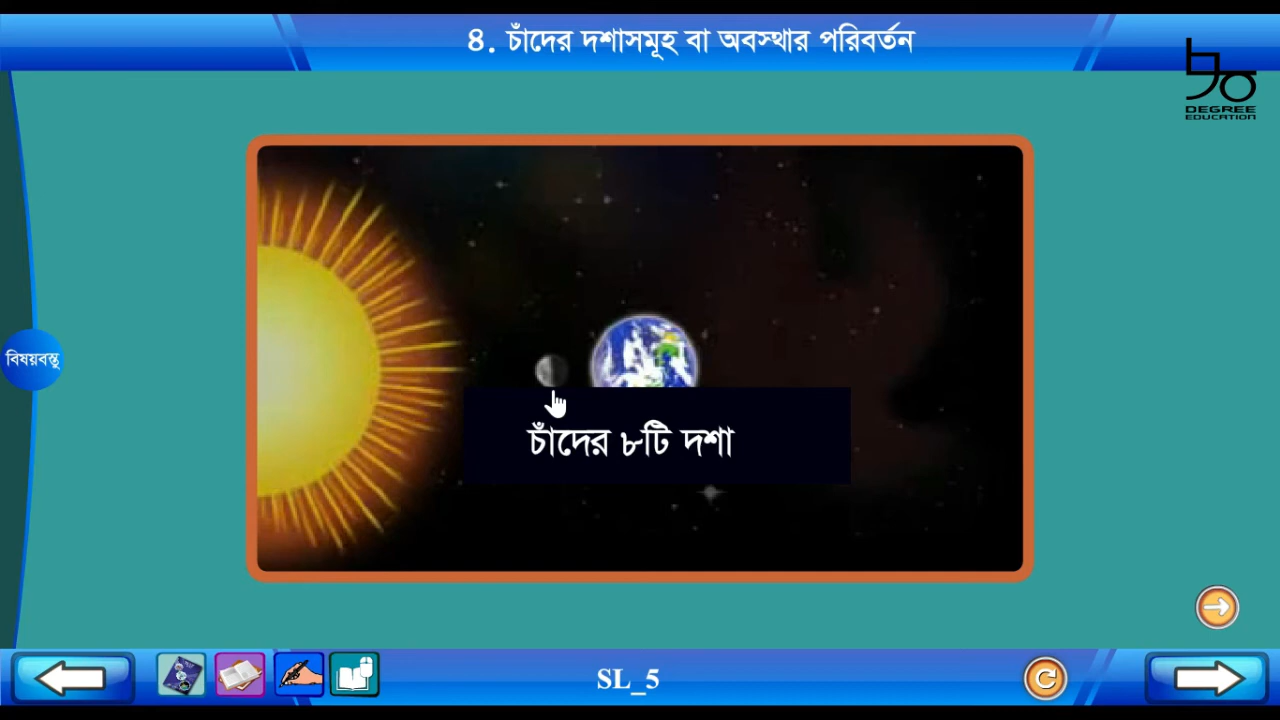 ৪. চাঁদের দশাসমূহ বা অবস্থার পরিবর্তন
DEGREE
EDUCATION
বিষয়বস্তু
চাঁদের ৮টি দশা
SL_5